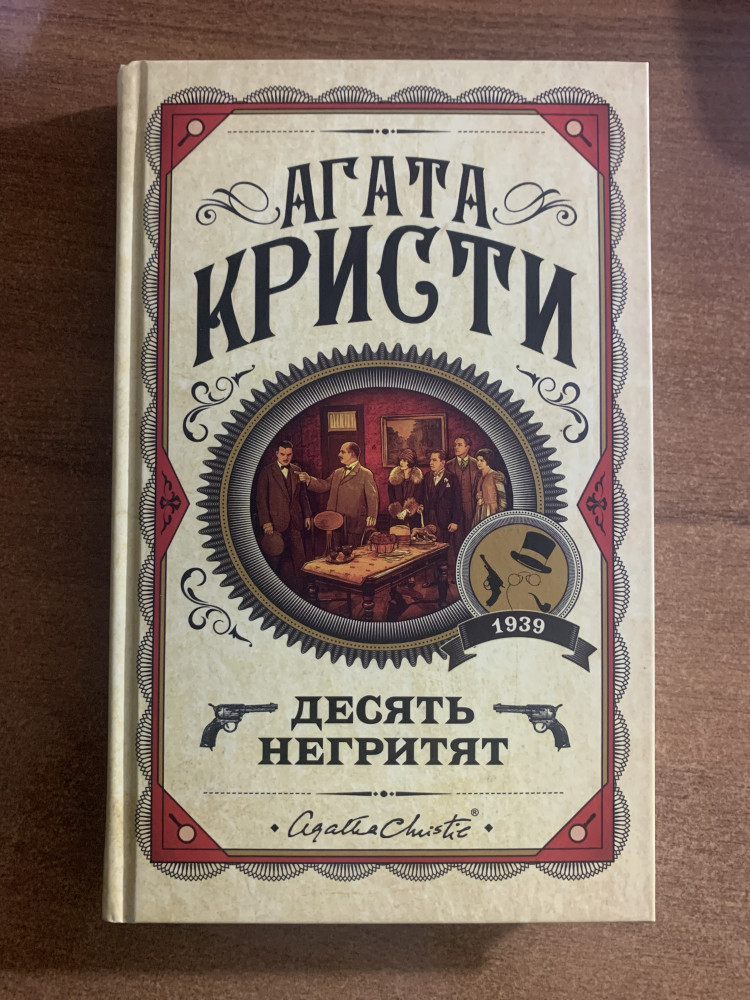 АГАТА
КРИСТИ
1939
ДЕСЯТЬ
НЕГРИТЯТ
Agatha Christie®